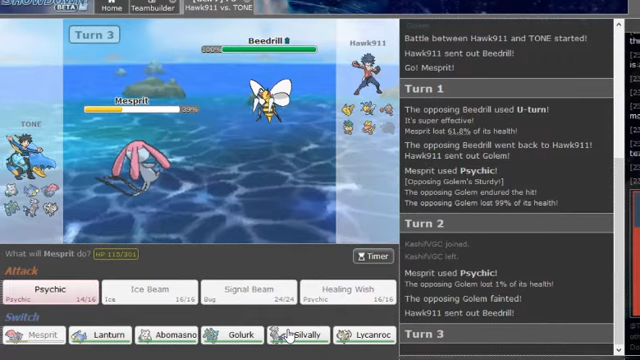 SHOWDOWN
BETA
Home
Teambuilder
Hawk911 vs. TONE
Turn 3
Beedrill
100%
Hawk911
Mesprit
39%
TONE
What will Mesprit do? HP 115/301
Timer
Attack
Psychic
Psychic 14/16
Ice Beam
Ice 16/16
Signal Beam
Bug 24/24
Healing Wish
Psychic 16/16
Switch
Mesprit
Lanturn
Abomasno
Golurk
Silvally
Lycanroc
Battle between Hawk911 and TONE started!
Hawk911 sent out Beedrill!
Go! Mesprit!
Turn 1
The opposing Beedrill used U-turn!
It's super effective!
Mesprit lost 61.8% of its health!
The opposing Beedrill went back to Hawk911!
Hawk911 sent out Golem!
Mesprit used Psychic!
[Opposing Golem's Sturdy!]
The opposing Golem endured the hit!
The opposing Golem lost 99% of its health!
Turn 2
KashifVGC joined.
KashifVGC left.
Mesprit used Psychic!
The opposing Golem lost 1% of its health!
The opposing Golem fainted!
Hawk911 sent out Beedrill!
Turn 3